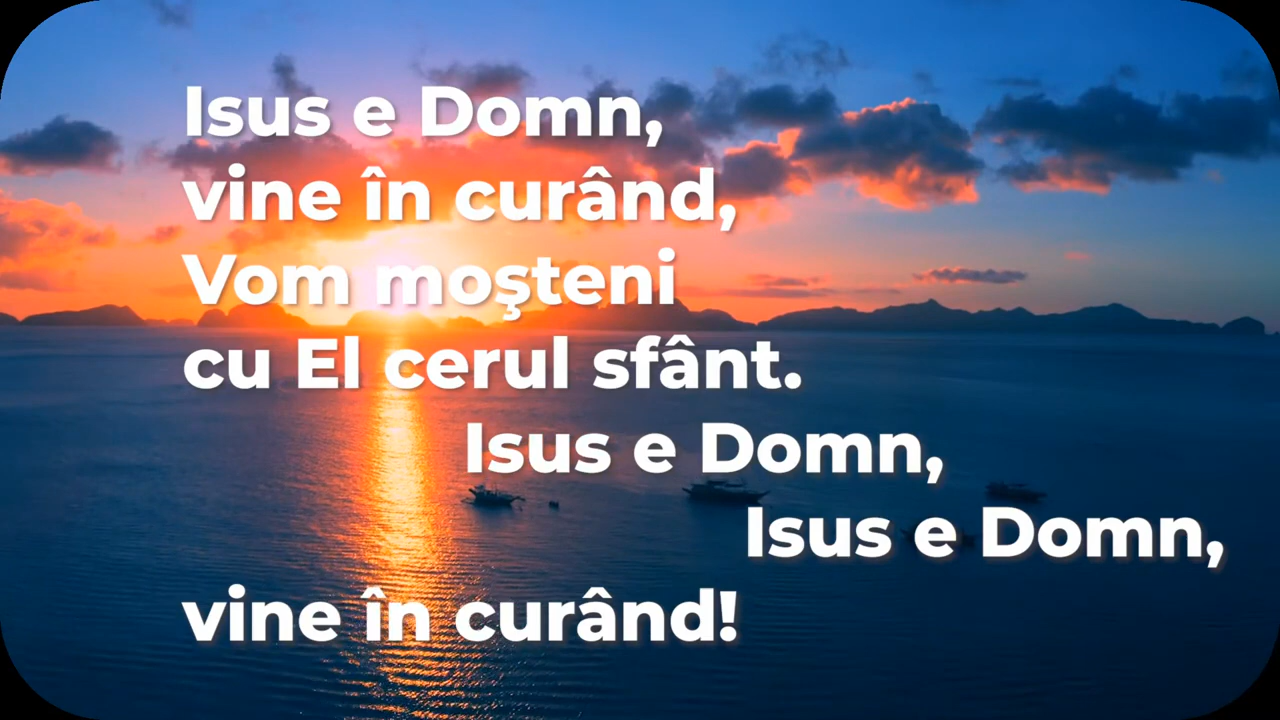 Isus e Domn,
vine în curând,
Vom moşteni
cu El cerul sfânt.
Isus e Domn,
Isus e Domn,
vine în curând!